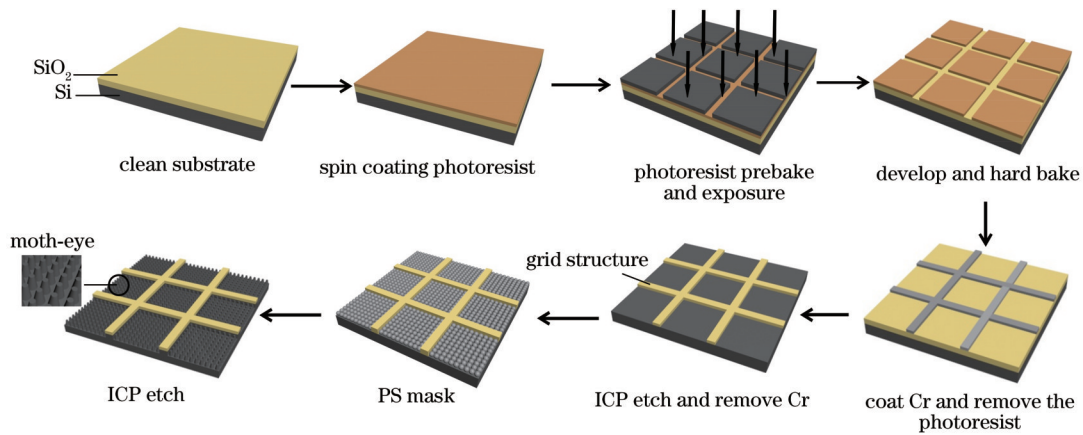 SiO₂
Si
clean substrate
spin coating photoresist
photoresist prebake
and exposure
develop and hard bake
moth-eye
grid structure
ICP etch
PS mask
ICP etch and remove Cr
coat Cr and remove the
photoresist